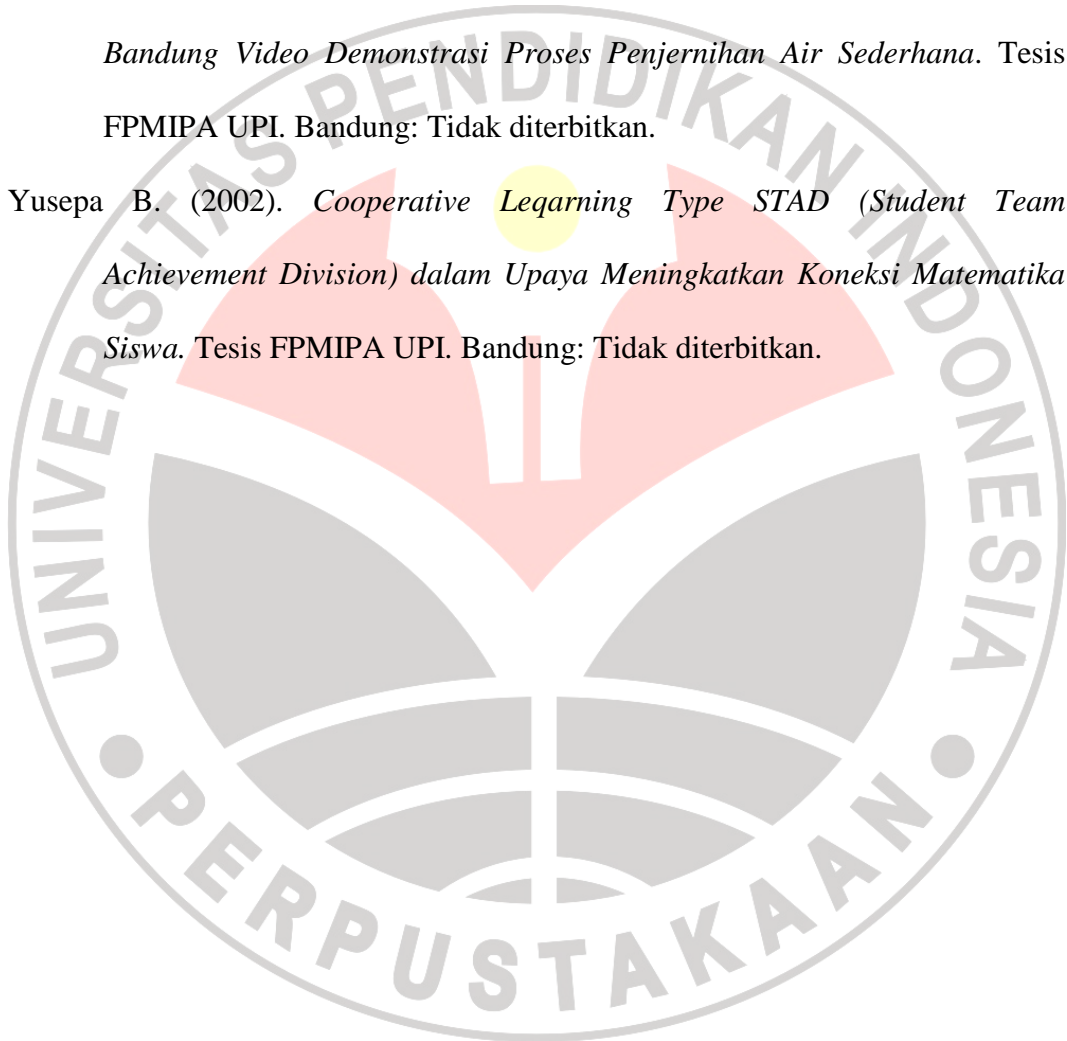 Bandung Video Demonstrasi Proses Penjernihan Air Sederhana. Tesis
FPMIPA UPI. Bandung: Tidak diterbitkan.
Yusepa B. (2002). Cooperative Leqarning Type STAD (Student Team
Achievement Division) dalam Upaya Meningkatkan Koneksi Matematika
Siswa. Tesis FPMIPA UPI. Bandung: Tidak diterbitkan.
UNIVERSITAS PENDIDIKAN INDONESIA
PERPUSTAKAAN